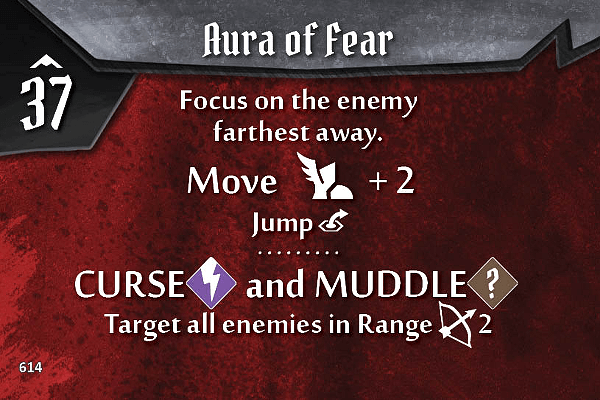 Aura of Fear
37
Focus on the enemy
farthest away.
Move + 2
Jump
CURSE and MUDDLE ?
Target all enemies in Range 2
614